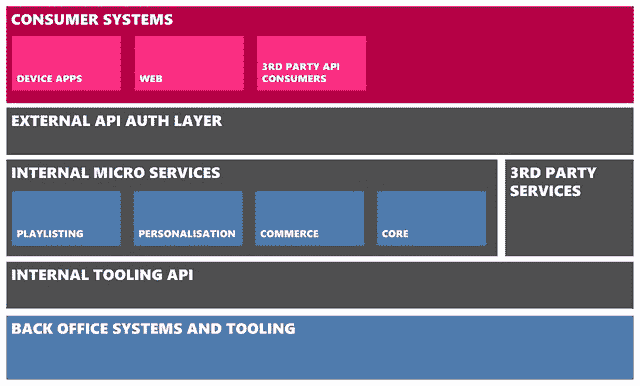 CONSUMER SYSTEMS
DEVICE APPS
WEB
3RD PARTY API
CONSUMERS
EXTERNAL API AUTH LAYER
INTERNAL MICRO SERVICES
PLAYLISTING
PERSONALISATION
COMMERCE
CORE
3RD PARTY
SERVICES
INTERNAL TOOLING API
BACK OFFICE SYSTEMS AND TOOLING